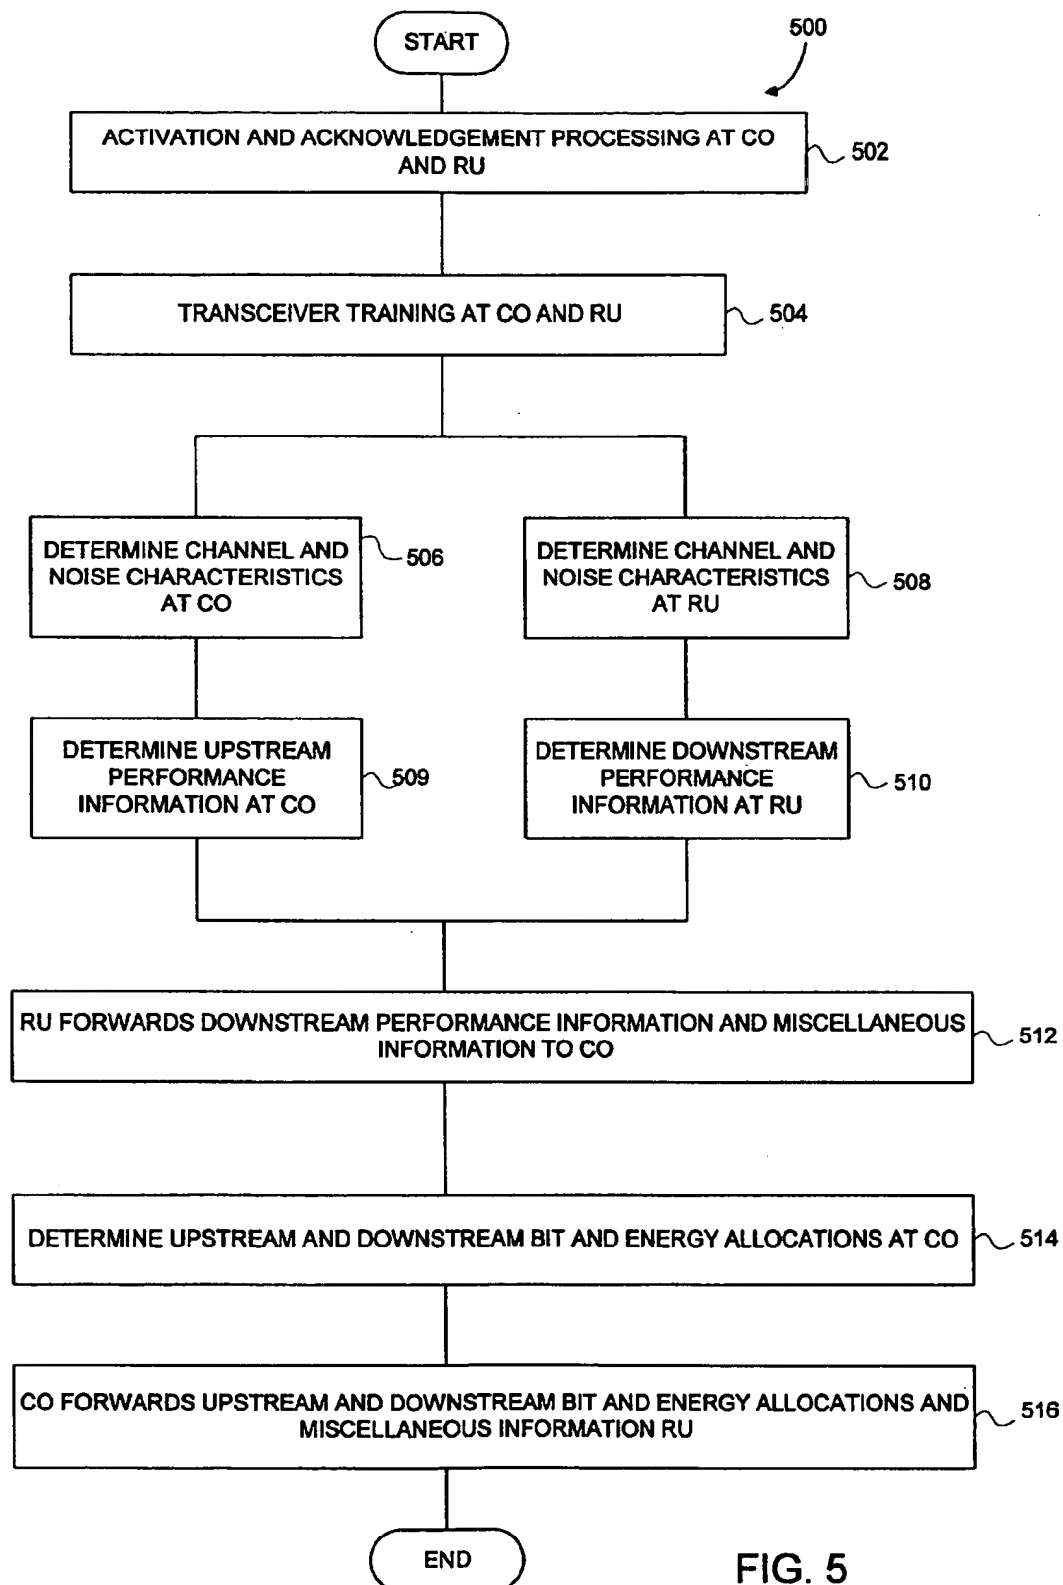 START
500
ACTIVATION AND ACKNOWLEDGEMENT PROCESSING AT CO
AND RU
502
TRANSCEIVER TRAINING AT CO AND RU
504
DETERMINE CHANNEL AND
NOISE CHARACTERISTICS
AT CO
506
DETERMINE CHANNEL AND
NOISE CHARACTERISTICS
AT RU
508
DETERMINE UPSTREAM
PERFORMANCE
INFORMATION AT CO
509
DETERMINE DOWNSTREAM
PERFORMANCE
INFORMATION AT RU
510
RU FORWARDS DOWNSTREAM PERFORMANCE INFORMATION AND MISCELLANEOUS
INFORMATION TO CO
512
DETERMINE UPSTREAM AND DOWNSTREAM BIT AND ENERGY ALLOCATIONS AT CO
514
CO FORWARDS UPSTREAM AND DOWNSTREAM BIT AND ENERGY ALLOCATIONS AND
MISCELLANEOUS INFORMATION RU
516
END
FIG. 5